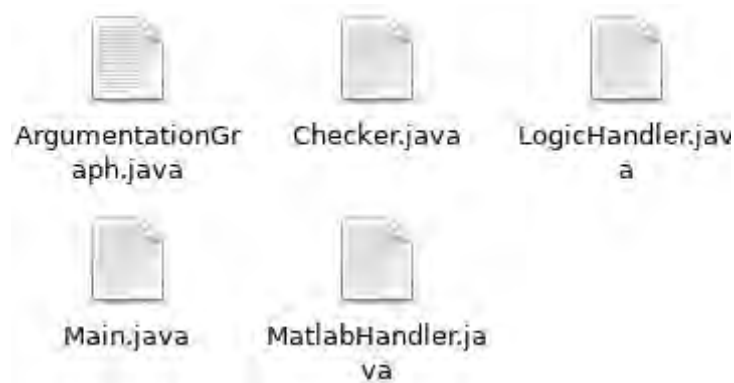 ArgumentationGr
aph.java
Checker.java
LogicHandler.jav
a
Main.java
MatlabHandler.ja
va